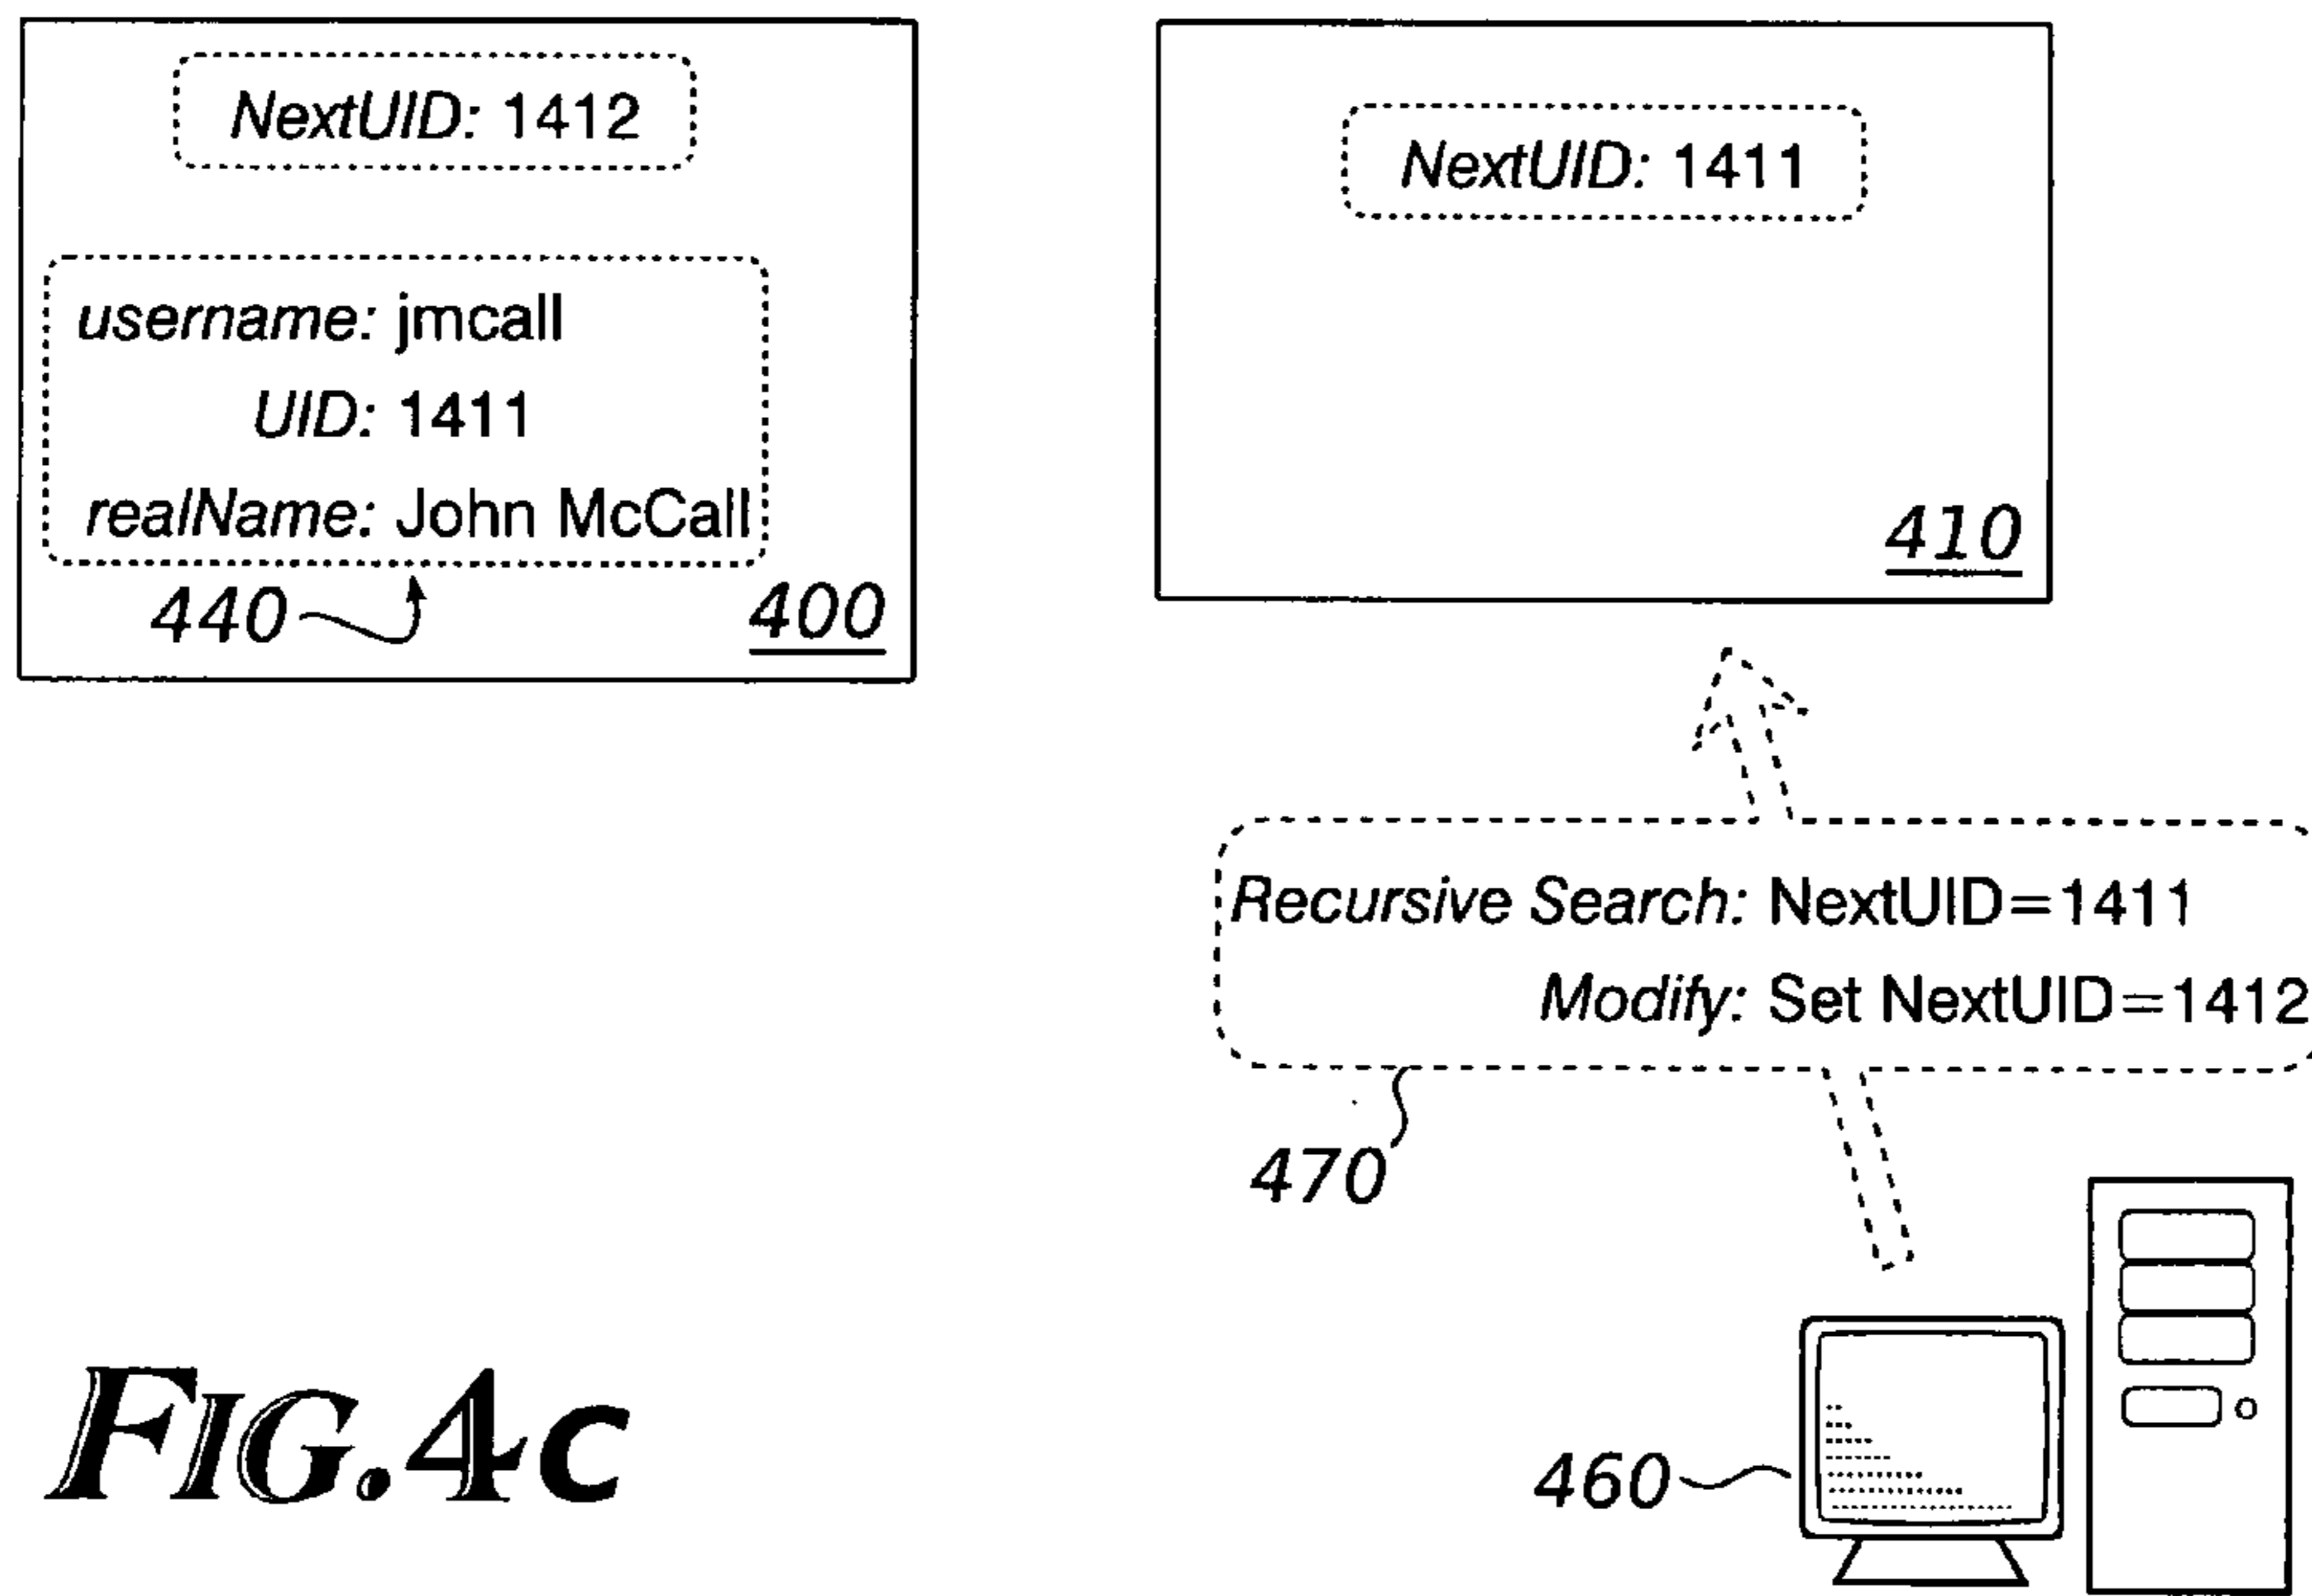 NextUID: 1412
username: jmcall
UID: 1411
realName: John McCall
440
400
NextUID: 1411
410
Recursive Search: NextUID=1411
Modify: Set NextUID=1412
470
460
FIG.4c